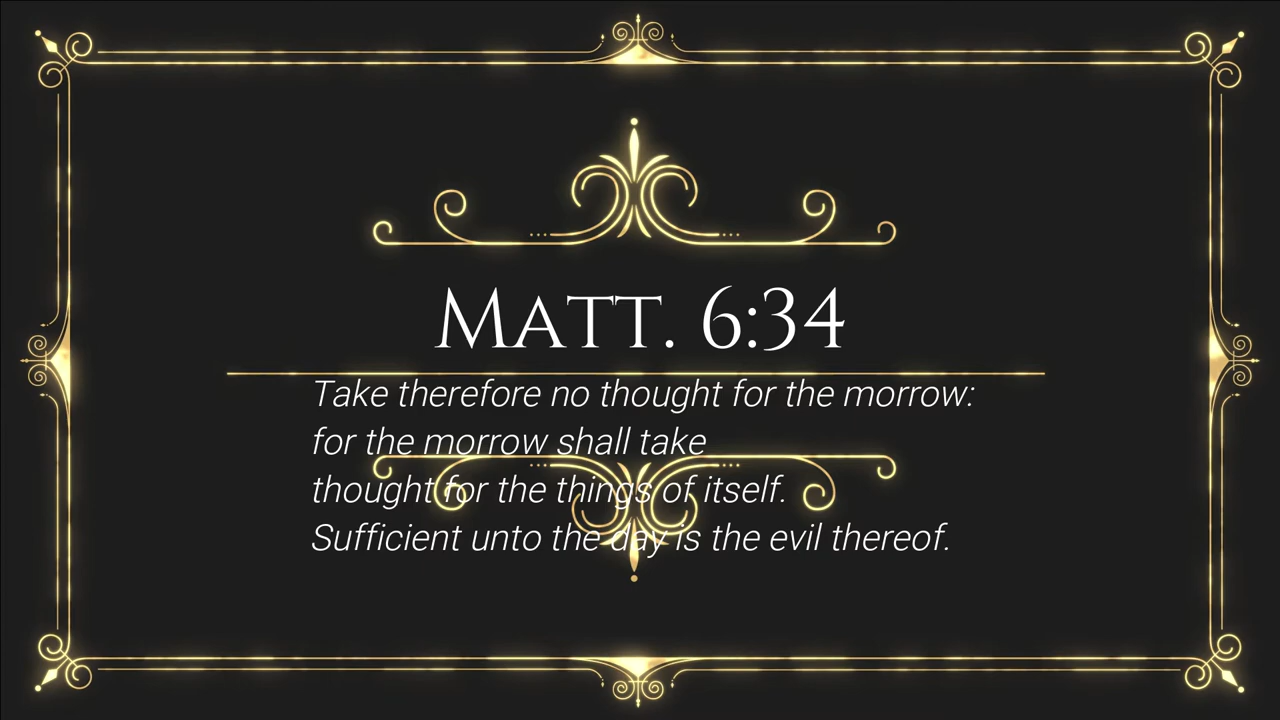 Matt. 6:34
Take therefore no thought for the morrow:
for the morrow shall take
thought for the things of itself.
Sufficient unto the day is the evil thereof.